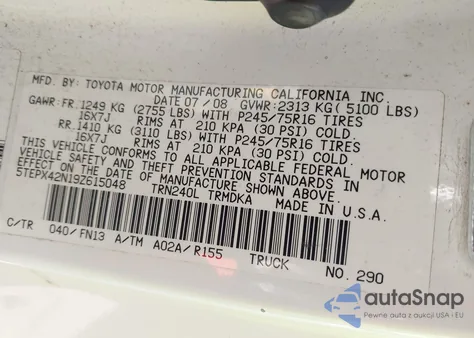 MFD. BY: TOYOTA MOTOR MANUFACTURING CALIFORNIA INC.
DATE 07 / 08 GVWR: 2313 KG ( 5100 LBS)
GAWR: FR. 1249 KG (2755 LBS) WITH P245/75R16 TIRES
16X7J RIMS AT 210 KPA (30 PSI) COLD.
RR. 1410 KG (3110 LBS) WITH P245/75R16 TIRES
16X7J RIMS AT 210 KPA (30 PSI) COLD.
THIS VEHICLE CONFORMS TO ALL APPLICABLE FEDERAL MOTOR
VEHICLE SAFETY AND THEFT PREVENTION STANDARDS IN
EFFECT ON THE DATE OF MANUFACTURE SHOWN ABOVE.
5TEPX42N19Z615048 TRN240L TRMDKA MADE IN U.S.A.
C/TR 040/FN13 A/TM A02A/R155 TRUCK NO. 290
autoSnap
Pewne auta z aukcji USA i EU